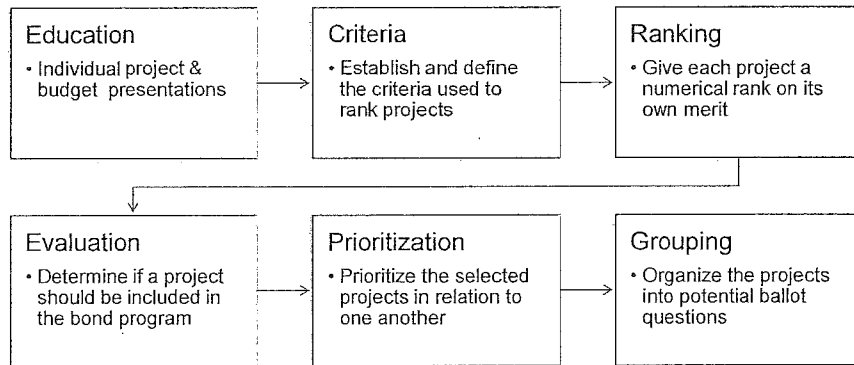 Education
• Individual project &
budget presentations
Criteria
• Establish and define
the criteria used to
rank projects
Ranking
• Give each project a
numerical rank on its
own merit
Evaluation
• Determine if a project
should be included in
the bond program
Prioritization
• Prioritize the selected
projects in relation to
one another
Grouping
• Organize the projects
into potential ballot
questions